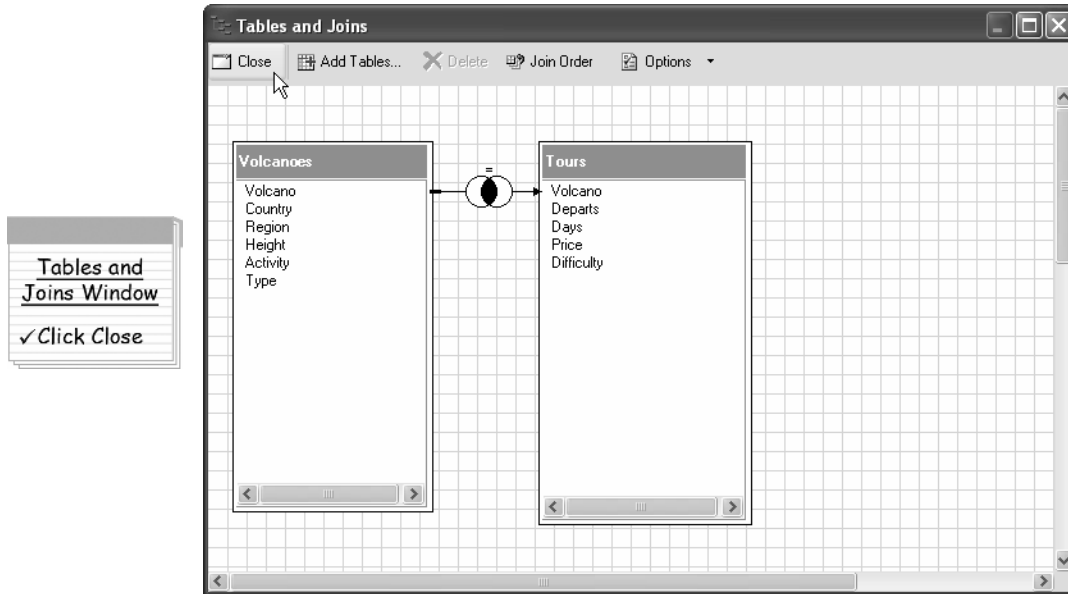 Tables and Joins
Close Add Tables... Delete Join Order Options
Tables and
Joins Window
✓Click Close
Volcanoes
Volcano
Country
Region
Height
Activity
Type
=
Tours
Volcano
Departs
Days
Price
Difficulty